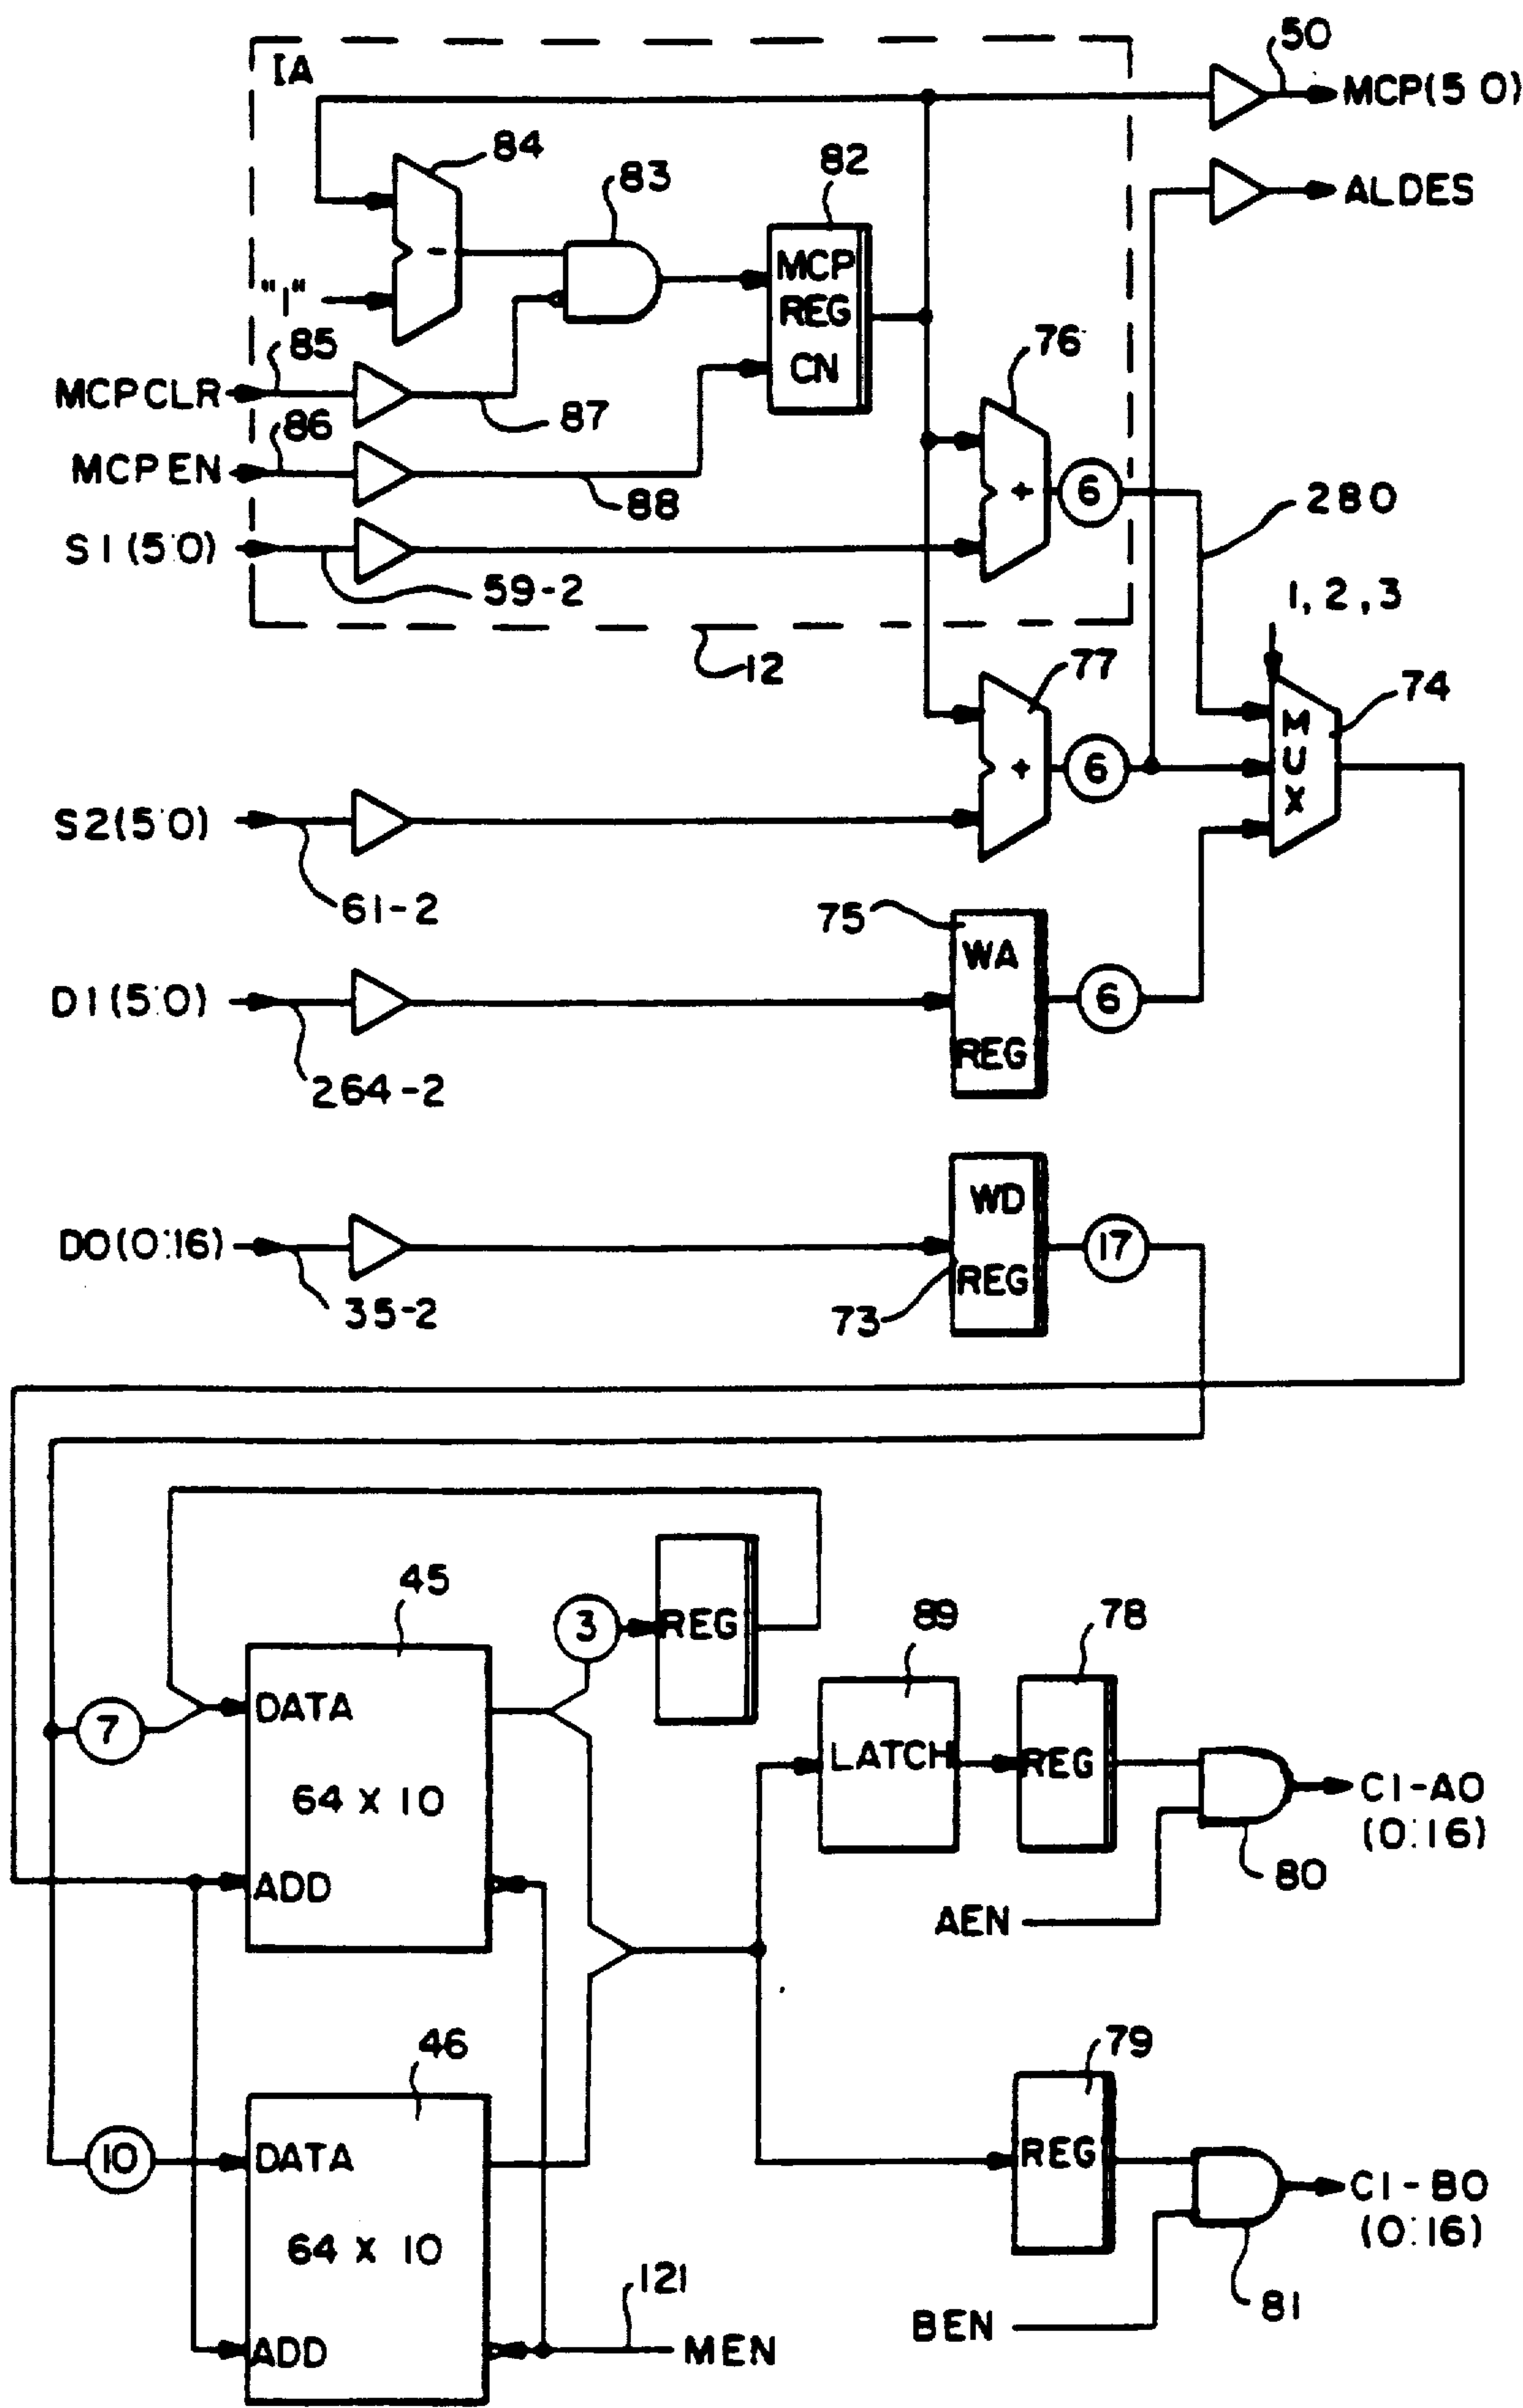 50
IA
MCP(5 0)
84
83
82
ALDES
MCP
REG
CN
"1"
85
76
MCPCLR
87
86
MCPEN
88
6
280
S1(5:0)
59-2
1,2,3
12
77
74
MUX
6
S2(5:0)
61-2
75
WA
REG
6
D1(5:0)
264-2
WD
REG
17
D0(0:16)
35-2
73
45
3
REG
89
78
7
DATA
LATCH
REG
64 X 10
C1-A0
(0:16)
ADD
80
AEN
46
79
10
DATA
REG
C1-B0
(0:16)
64 X 10
121
81
BEN
ADD
MEN